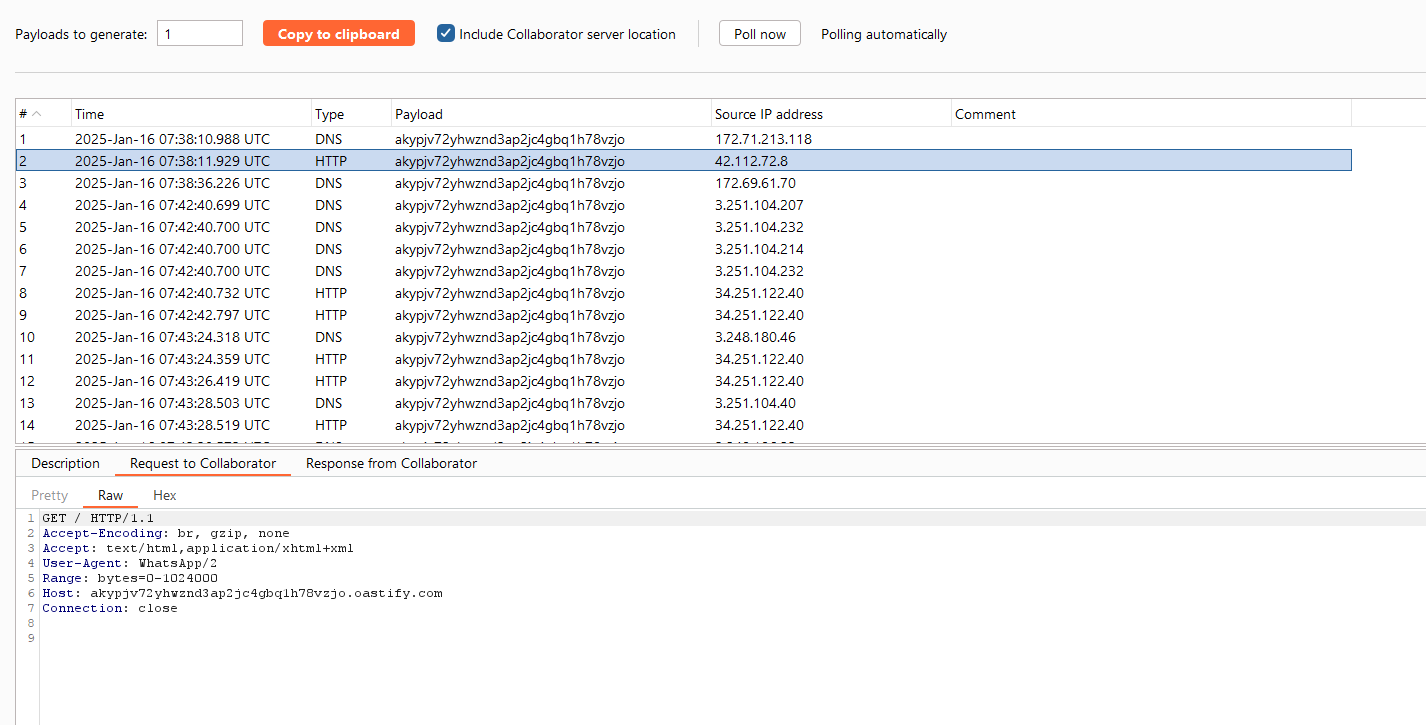 Payloads to generate: 1 Copy to clipboard Include Collaborator server location Poll now Polling automatically
# Time Type Payload Source IP address Comment
1 2025-Jan-16 07:38:10.988 UTC DNS akypjv72yhwznd3ap2jc4gbq1h78vzjo 172.71.213.118
2 2025-Jan-16 07:38:11.929 UTC HTTP akypjv72yhwznd3ap2jc4gbq1h78vzjo 42.112.72.8
3 2025-Jan-16 07:38:36.226 UTC DNS akypjv72yhwznd3ap2jc4gbq1h78vzjo 172.69.61.70
4 2025-Jan-16 07:42:40.699 UTC DNS akypjv72yhwznd3ap2jc4gbq1h78vzjo 3.251.104.207
5 2025-Jan-16 07:42:40.700 UTC DNS akypjv72yhwznd3ap2jc4gbq1h78vzjo 3.251.104.232
6 2025-Jan-16 07:42:40.700 UTC DNS akypjv72yhwznd3ap2jc4gbq1h78vzjo 3.251.104.214
7 2025-Jan-16 07:42:40.700 UTC DNS akypjv72yhwznd3ap2jc4gbq1h78vzjo 3.251.104.232
8 2025-Jan-16 07:42:40.732 UTC HTTP akypjv72yhwznd3ap2jc4gbq1h78vzjo 34.251.122.40
9 2025-Jan-16 07:42:42.797 UTC HTTP akypjv72yhwznd3ap2jc4gbq1h78vzjo 34.251.122.40
10 2025-Jan-16 07:43:24.318 UTC DNS akypjv72yhwznd3ap2jc4gbq1h78vzjo 3.248.180.46
11 2025-Jan-16 07:43:24.359 UTC HTTP akypjv72yhwznd3ap2jc4gbq1h78vzjo 34.251.122.40
12 2025-Jan-16 07:43:26.419 UTC HTTP akypjv72yhwznd3ap2jc4gbq1h78vzjo 34.251.122.40
13 2025-Jan-16 07:43:28.503 UTC DNS akypjv72yhwznd3ap2jc4gbq1h78vzjo 3.251.104.40
14 2025-Jan-16 07:43:28.519 UTC HTTP akypjv72yhwznd3ap2jc4gbq1h78vzjo 34.251.122.40
Description Request to Collaborator Response from Collaborator
Pretty Raw Hex
1 GET / HTTP/1.1
2 Accept-Encoding: br, gzip, none
3 Accept: text/html,application/xhtml+xml
4 User-Agent: WhatsApp/2
5 Range: bytes=0-1024000
6 Host: akypjv72yhwznd3ap2jc4gbq1h78vzjo.oastify.com
7 Connection: close
8
9